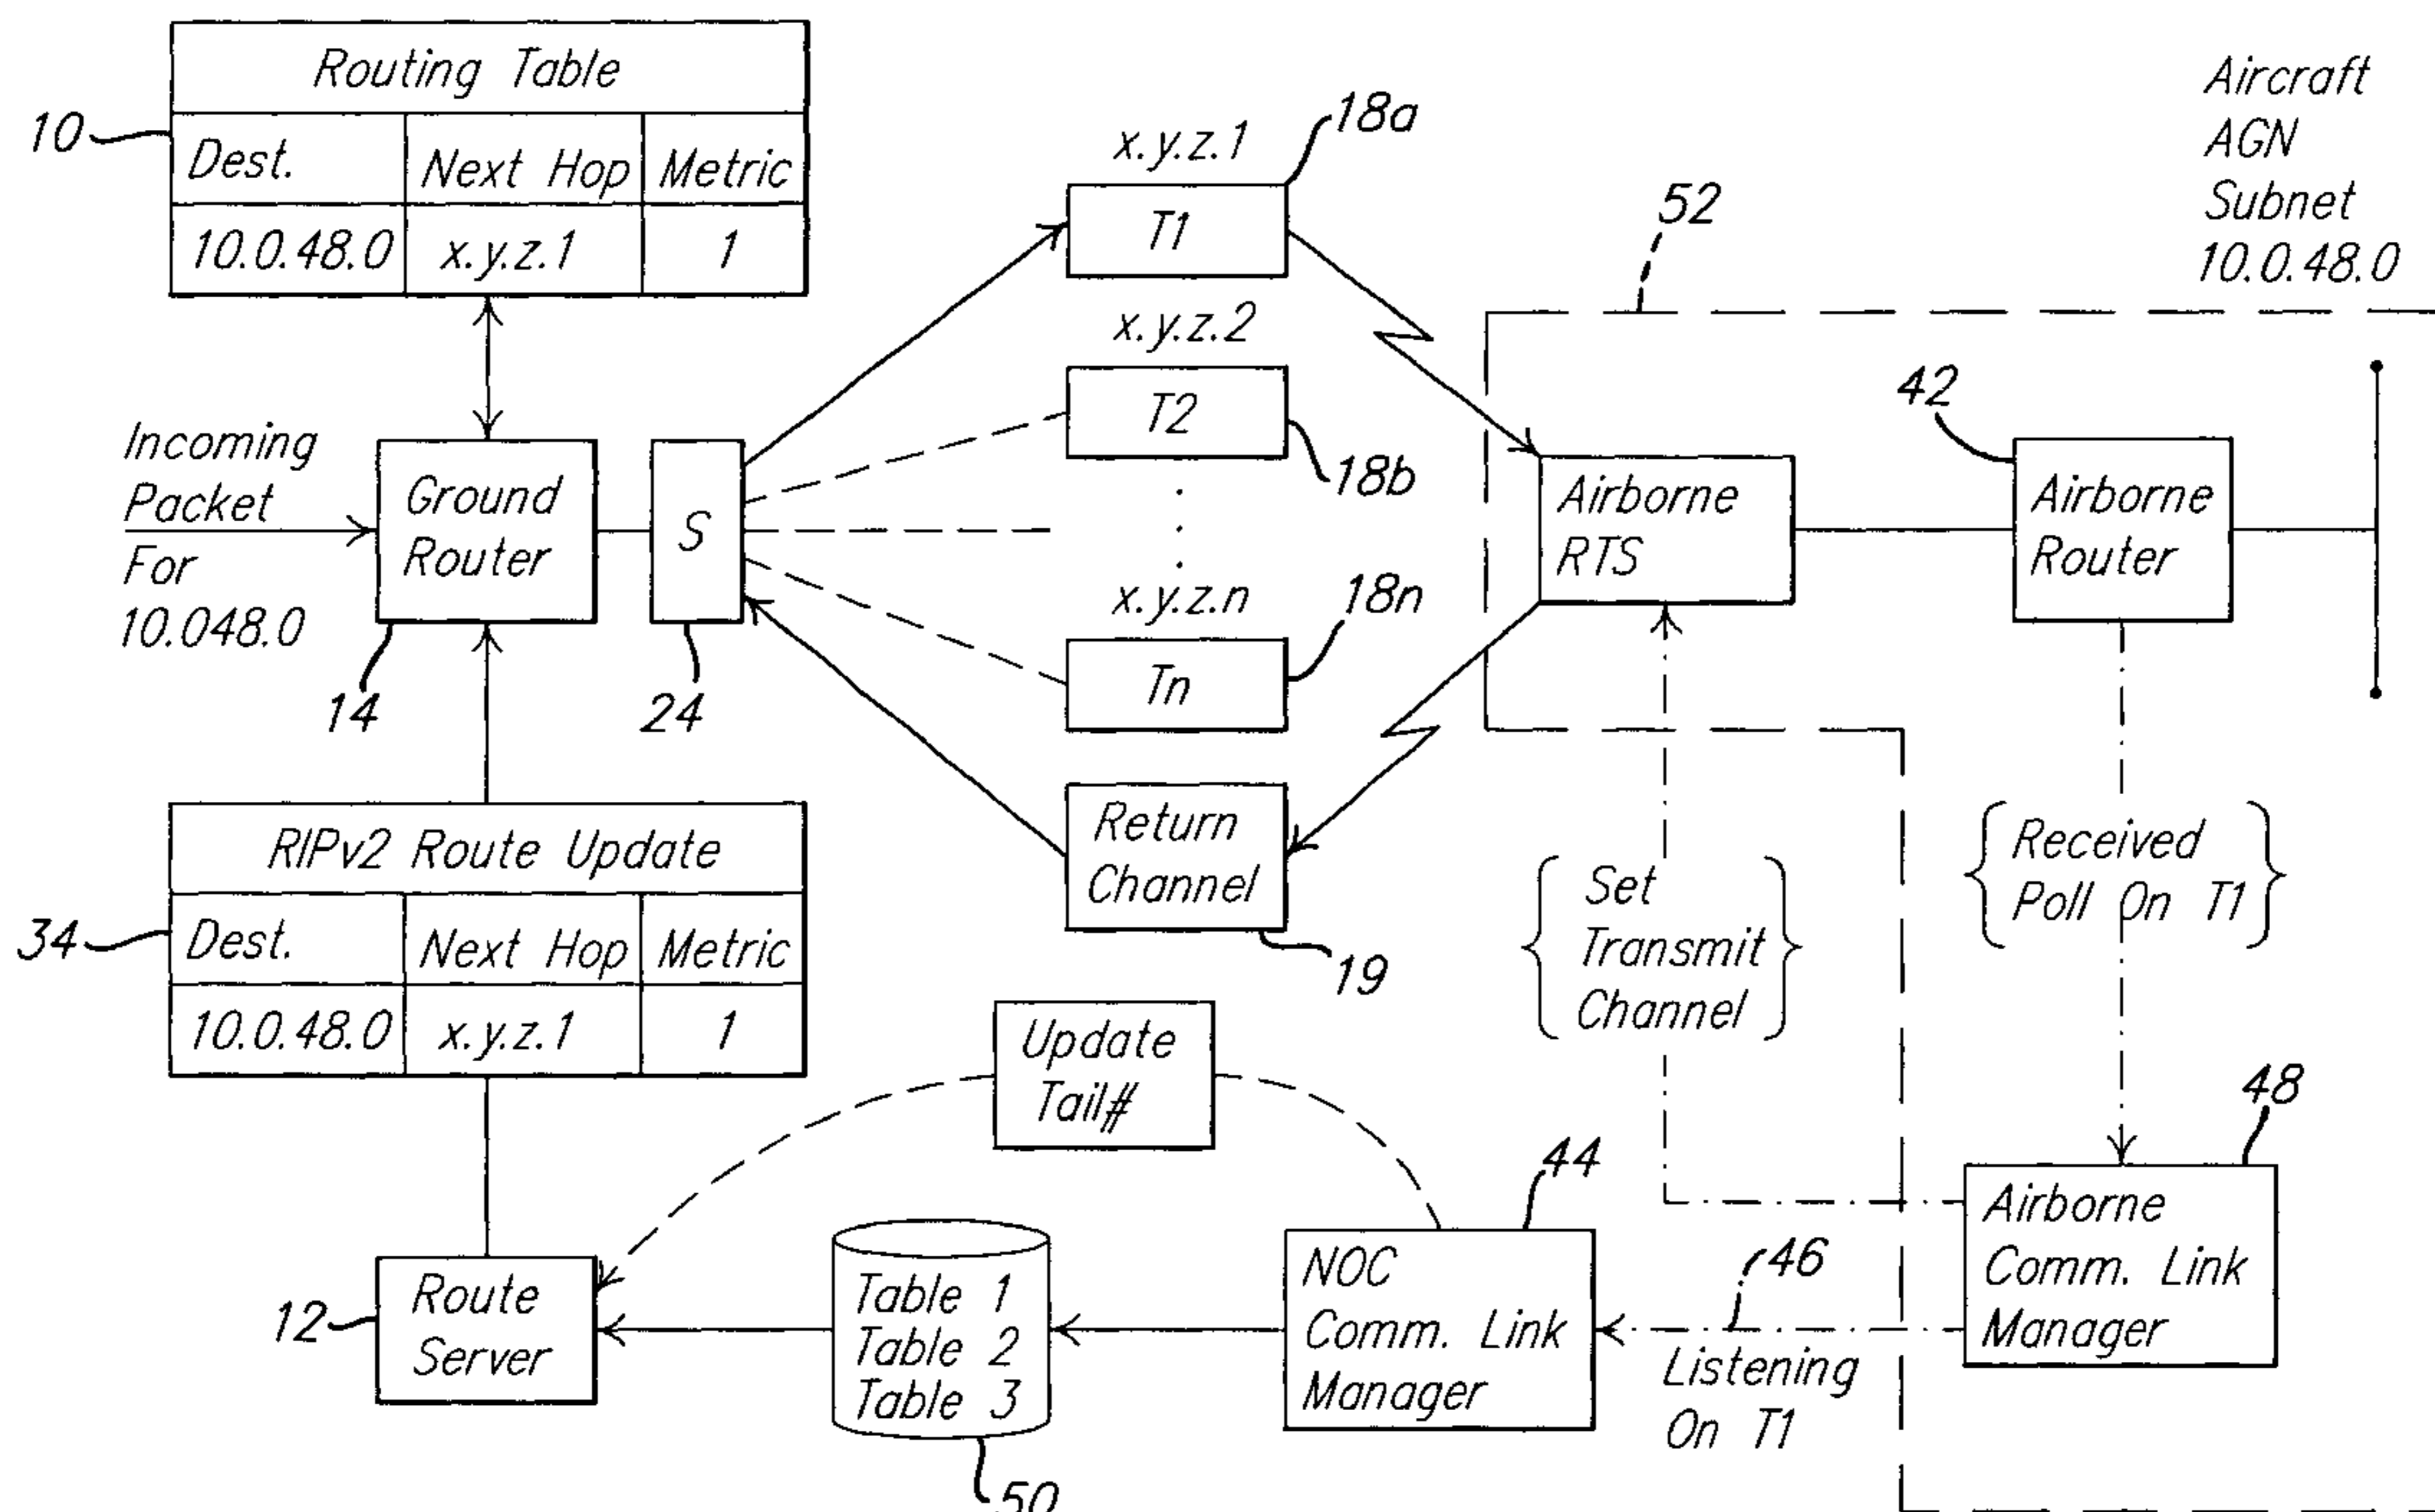 Routing Table
10
Dest.
Next Hop
Metric
10.0.48.0
x.y.z.1
1
x.y.z.1
18a
T1
x.y.z.2
T2
18b
.
.
.
x.y.z.n
18n
Tn
52
Aircraft
AGN
Subnet
10.0.48.0
Incoming
Packet
For
10.048.0
Ground
Router
14
S
24
Airborne
RTS
42
Airborne
Router
Return
Channel
19
{ Set
Transmit
Channel }
{ Received
Poll On T1 }
RIPv2 Route Update
34
Dest.
Next Hop
Metric
10.0.48.0
x.y.z.1
1
Update
Tail#
12
Route
Server
Table 1
Table 2
Table 3
50
44
NOC
Comm. Link
Manager
46
Listening
On T1
48
Airborne
Comm. Link
Manager